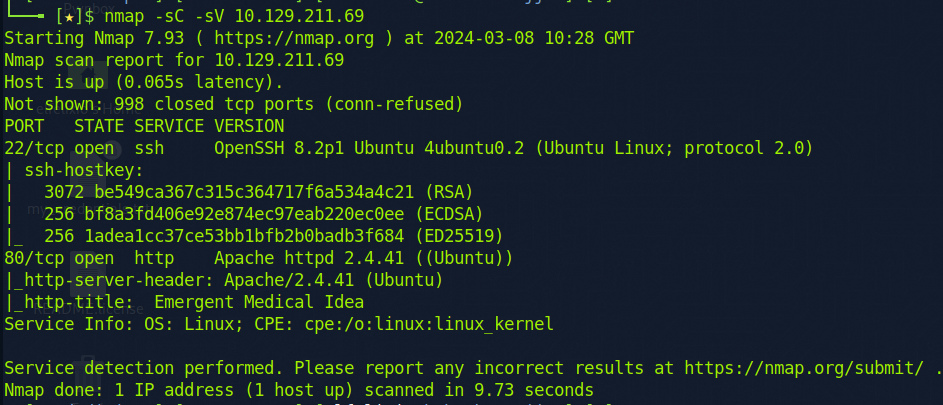 [★]$ nmap -sC -sV 10.129.211.69
Starting Nmap 7.93 ( https://nmap.org ) at 2024-03-08 10:28 GMT
Nmap scan report for 10.129.211.69
Host is up (0.065s latency).
Not shown: 998 closed tcp ports (conn-refused)
PORT   STATE SERVICE VERSION
22/tcp open  ssh     OpenSSH 8.2p1 Ubuntu 4ubuntu0.2 (Ubuntu Linux; protocol 2.0)
| ssh-hostkey:
|   3072 be549ca367c315c364717f6a534a4c21 (RSA)
|   256 bf8a3fd406e92e874ec97eab220ec0ee (ECDSA)
|_  256 1adea1cc37ce53bb1bfb2b0badb3f684 (ED25519)
80/tcp open  http    Apache httpd 2.4.41 ((Ubuntu))
|_http-server-header: Apache/2.4.41 (Ubuntu)
|_http-title:  Emergent Medical Idea
Service Info: OS: Linux; CPE: cpe:/o:linux:linux_kernel
Service detection performed. Please report any incorrect results at https://nmap.org/submit/ .
Nmap done: 1 IP address (1 host up) scanned in 9.73 seconds